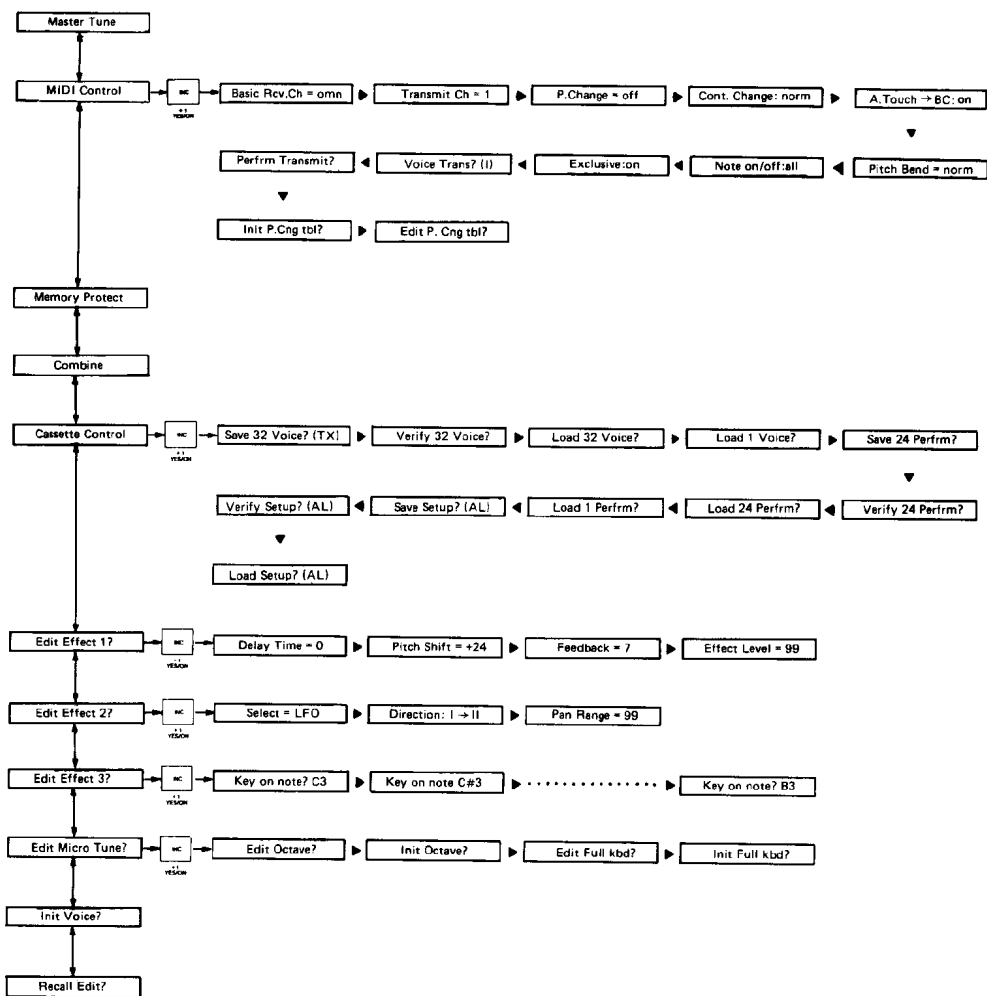 Master Tune
MIDI Control
INC
+1
YES/ON
Basic Rcv.Ch = omn
Transmit Ch = 1
P.Change = off
Cont. Change: norm
A.Touch → BC: on
Perfrm Transmit?
Voice Trans? (I)
Exclusive:on
Note on/off:all
Pitch Bend = norm
Init P.Cng tbl?
Edit P. Cng tbl?
Memory Protect
Combine
Cassette Control
INC
+1
YES/ON
Save 32 Voice? (TX)
Verify 32 Voice?
Load 32 Voice?
Load 1 Voice?
Save 24 Perfrm?
Verify Setup? (AL)
Save Setup? (AL)
Load 1 Perfrm?
Load 24 Perfrm?
Verify 24 Perfrm?
Load Setup? (AL)
Edit Effect 1?
INC
+1
YES/ON
Delay Time = 0
Pitch Shift = +24
Feedback = 7
Effect Level = 99
Edit Effect 2?
INC
+1
YES/ON
Select = LFO
Direction: I → II
Pan Range = 99
Edit Effect 3?
INC
+1
YES/ON
Key on note? C3
Key on note C#3
Key on note? B3
Edit Micro Tune?
INC
+1
YES/ON
Edit Octave?
Init Octave?
Edit Full kbd?
Init Full kbd?
Init Voice?
Recall Edit?